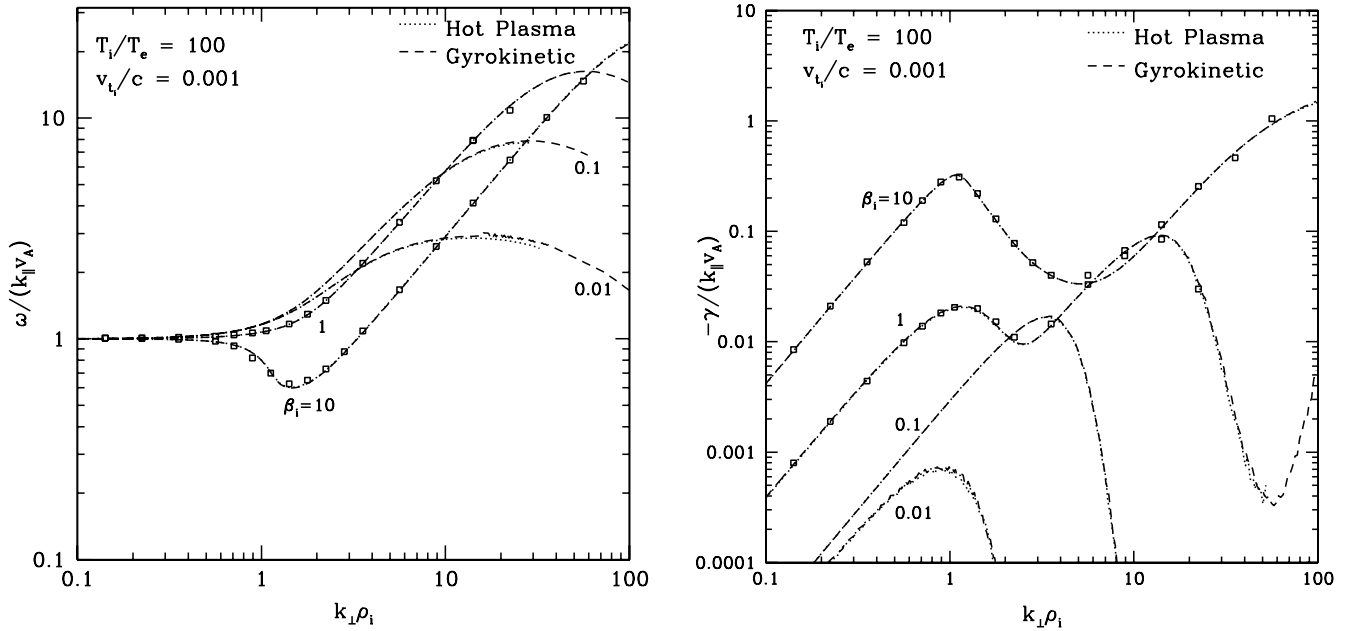 T_i/T_e = 100
v_{t_i}/c = 0.001
Hot Plasma
Gyrokinetic
10
1
0.1
ω/(k_∥v_A)
0.1
0.01
1
β_i=10
0.1
1
10
100
k_⊥ρ_i
T_i/T_e = 100
v_{t_i}/c = 0.001
Hot Plasma
Gyrokinetic
10
1
0.1
0.01
0.001
0.0001
−γ/(k_∥v_A)
β_i=10
1
0.1
0.01
0.1
1
10
100
k_⊥ρ_i